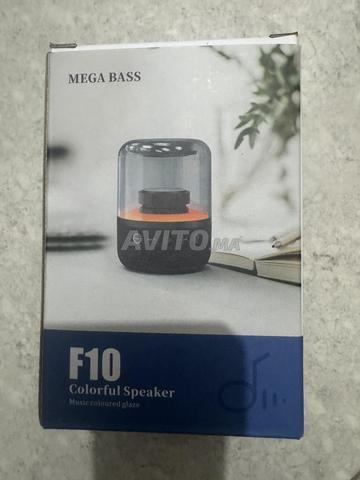 MEGA BASS
AVITO.MA
F10
Colorful Speaker
Music coloured glaze